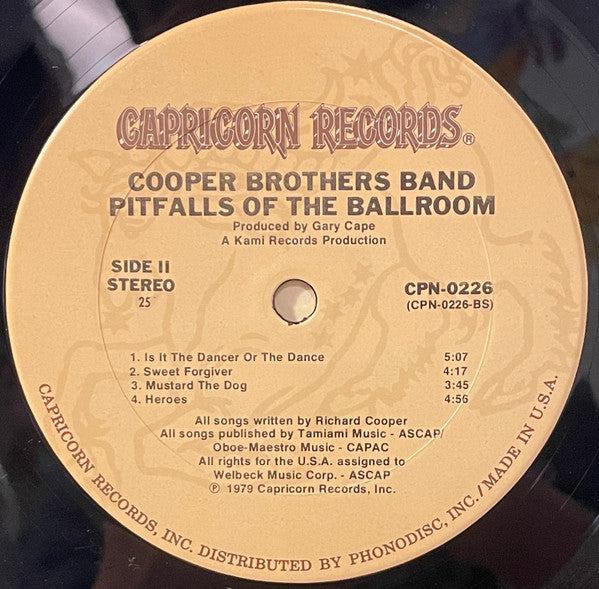 CAPRICORN RECORDS®
COOPER BROTHERS BAND
PITFALLS OF THE BALLROOM
Produced by Gary Cape
A Kami Records Production
SIDE II
STEREO
25
CPN-0226
(CPN-0226-BS)
1. Is It The Dancer Or The Dance 5:07
2. Sweet Forgiver 4:17
3. Mustard The Dog 3:45
4. Heroes 4:56
All songs written by Richard Cooper
All songs published by Tamiami Music - ASCAP/
Oboe-Maestro Music - CAPAC
All rights for the U.S.A. assigned to
Welbeck Music Corp. - ASCAP
℗ 1979 Capricorn Records, Inc.
CAPRICORN RECORDS, INC. DISTRIBUTED BY PHONODISC, INC./MADE IN U.S.A.